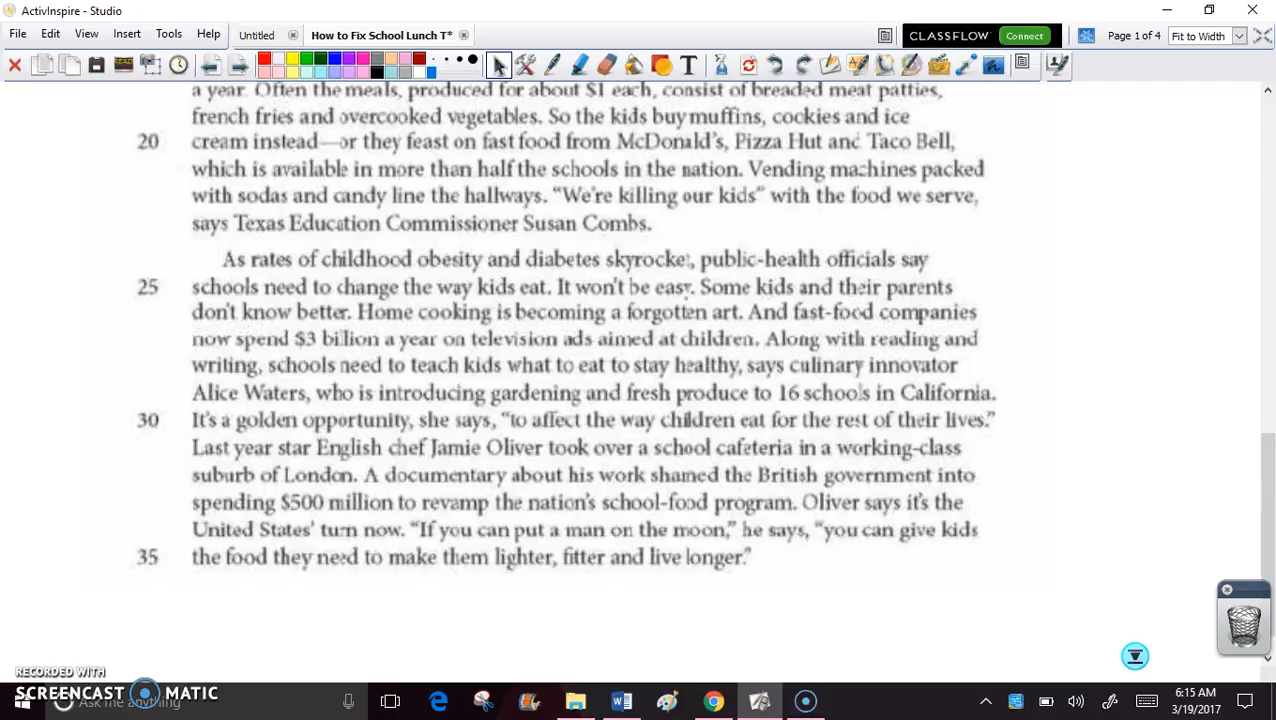 ActivInspire - Studio
File Edit View Insert Tools Help Untitled How to Fix School Lunch T* CLASSFLOW Connect Page 1 of 4 Fit to Width
a year. Often the meals, produced for about $1 each, consist of breaded meat patties,
french fries and overcooked vegetables. So the kids buy muffins, cookies and ice
20 cream instead—or they feast on fast food from McDonald's, Pizza Hut and Taco Bell,
which is available in more than half the schools in the nation. Vending machines packed
with sodas and candy line the hallways. "We're killing our kids" with the food we serve,
says Texas Education Commissioner Susan Combs.
As rates of childhood obesity and diabetes skyrocket, public-health officials say
25 schools need to change the way kids eat. It won't be easy. Some kids and their parents
don't know better. Home cooking is becoming a forgotten art. And fast-food companies
now spend $3 billion a year on television ads aimed at children. Along with reading and
writing, schools need to teach kids what to eat to stay healthy, says culinary innovator
Alice Waters, who is introducing gardening and fresh produce to 16 schools in California.
30 It's a golden opportunity, she says, "to affect the way children eat for the rest of their lives."
Last year star English chef Jamie Oliver took over a school cafeteria in a working-class
suburb of London. A documentary about his work shamed the British government into
spending $500 million to revamp the nation's school-food program. Oliver says it's the
United States' turn now. "If you can put a man on the moon," he says, "you can give kids
35 the food they need to make them lighter, fitter and live longer."
RECORDED WITH
SCREENCAST MATIC
Ask me anything
6:15 AM
3/19/2017